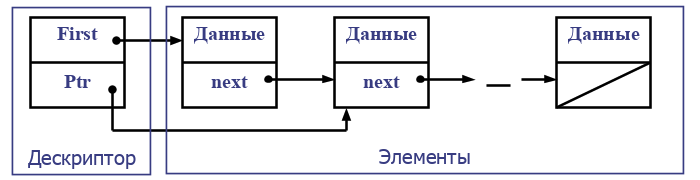 First
Ptr
Данные
next
Данные
next
Данные
Дескриптор
Элементы